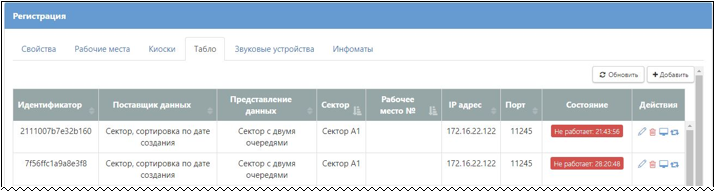 Регистрация
Свойства Рабочие места Киоски Табло Звуковые устройства Инфоматы
Обновить Добавить
Идентификатор Поставщик данных Представление данных Сектор Рабочее место № IP адрес Порт Состояние Действия
2111007b7e32b160 Сектор, сортировка по дате создания Сектор с двумя очередями Сектор А1 172.16.22.122 11245 Не работает: 21:43:56
7f56ffc1a9a8e3f8 Сектор, сортировка по дате создания Сектор с двумя очередями Сектор А1 172.16.22.122 11245 Не работает: 28:20:48